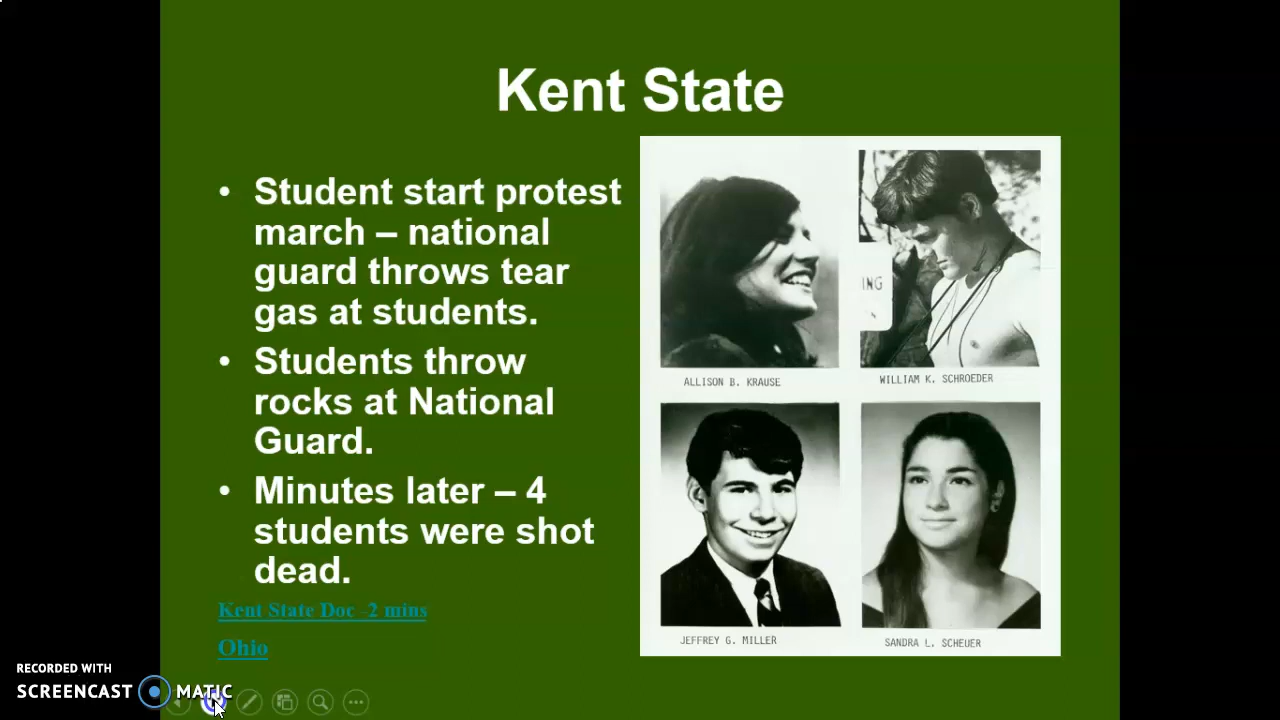 Kent State
• Student start protest
march – national
guard throws tear
gas at students.
• Students throw
rocks at National
Guard.
• Minutes later – 4
students were shot
dead.
Kent State Doc -2 mins
Ohio
ING
ALLISON B. KRAUSE
WILLIAM K. SCHROEDER
JEFFREY G. MILLER
SANDRA L. SCHEUER
RECORDED WITH
SCREENCAST MATIC